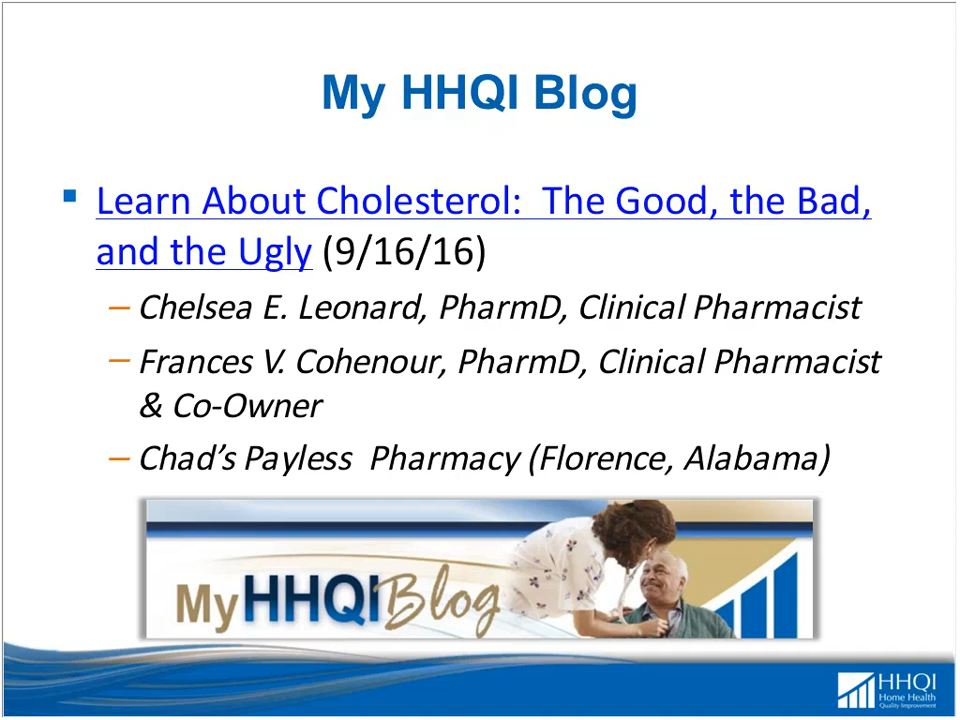 My HHQI Blog
Learn About Cholesterol:  The Good, the Bad,
and the Ugly (9/16/16)
– Chelsea E. Leonard, PharmD, Clinical Pharmacist
– Frances V. Cohenour, PharmD, Clinical Pharmacist
& Co-Owner
– Chad’s Payless  Pharmacy (Florence, Alabama)
My HHQI Blog
HHQI
Home Health
Quality Improvement